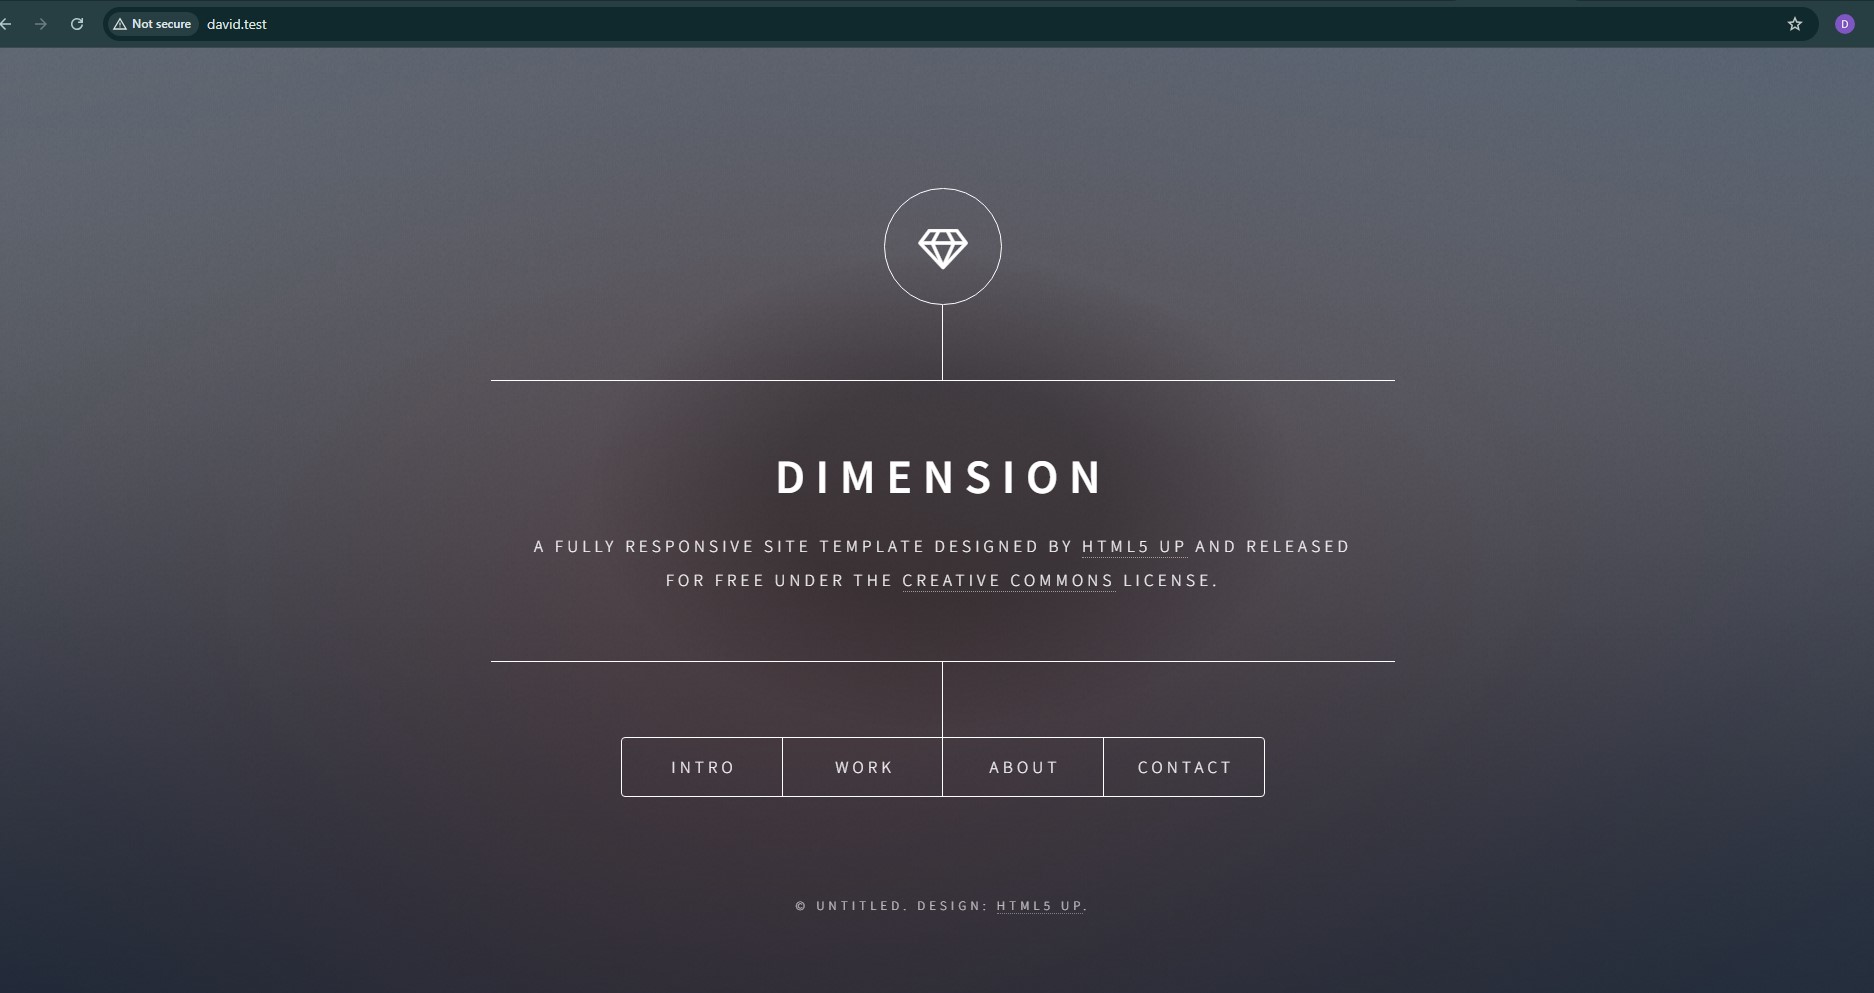 Not secure david.test
D
DIMENSION
A FULLY RESPONSIVE SITE TEMPLATE DESIGNED BY HTML5 UP AND RELEASED
FOR FREE UNDER THE CREATIVE COMMONS LICENSE.
INTRO WORK ABOUT CONTACT
© UNTITLED. DESIGN: HTML5 UP.